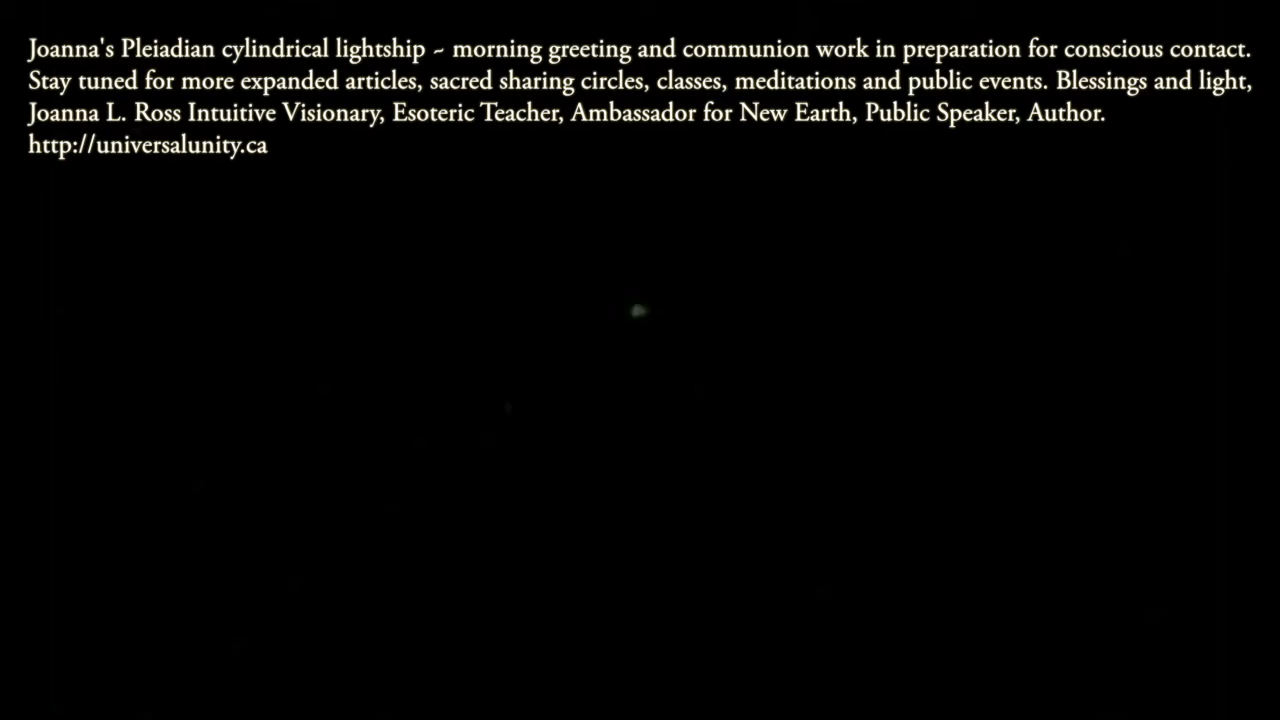 Joanna's Pleiadian cylindrical lightship ~ morning greeting and communion work in preparation for conscious contact.
Stay tuned for more expanded articles, sacred sharing circles, classes, meditations and public events. Blessings and light,
Joanna L. Ross Intuitive Visionary, Esoteric Teacher, Ambassador for New Earth, Public Speaker, Author.
http://universalunity.ca